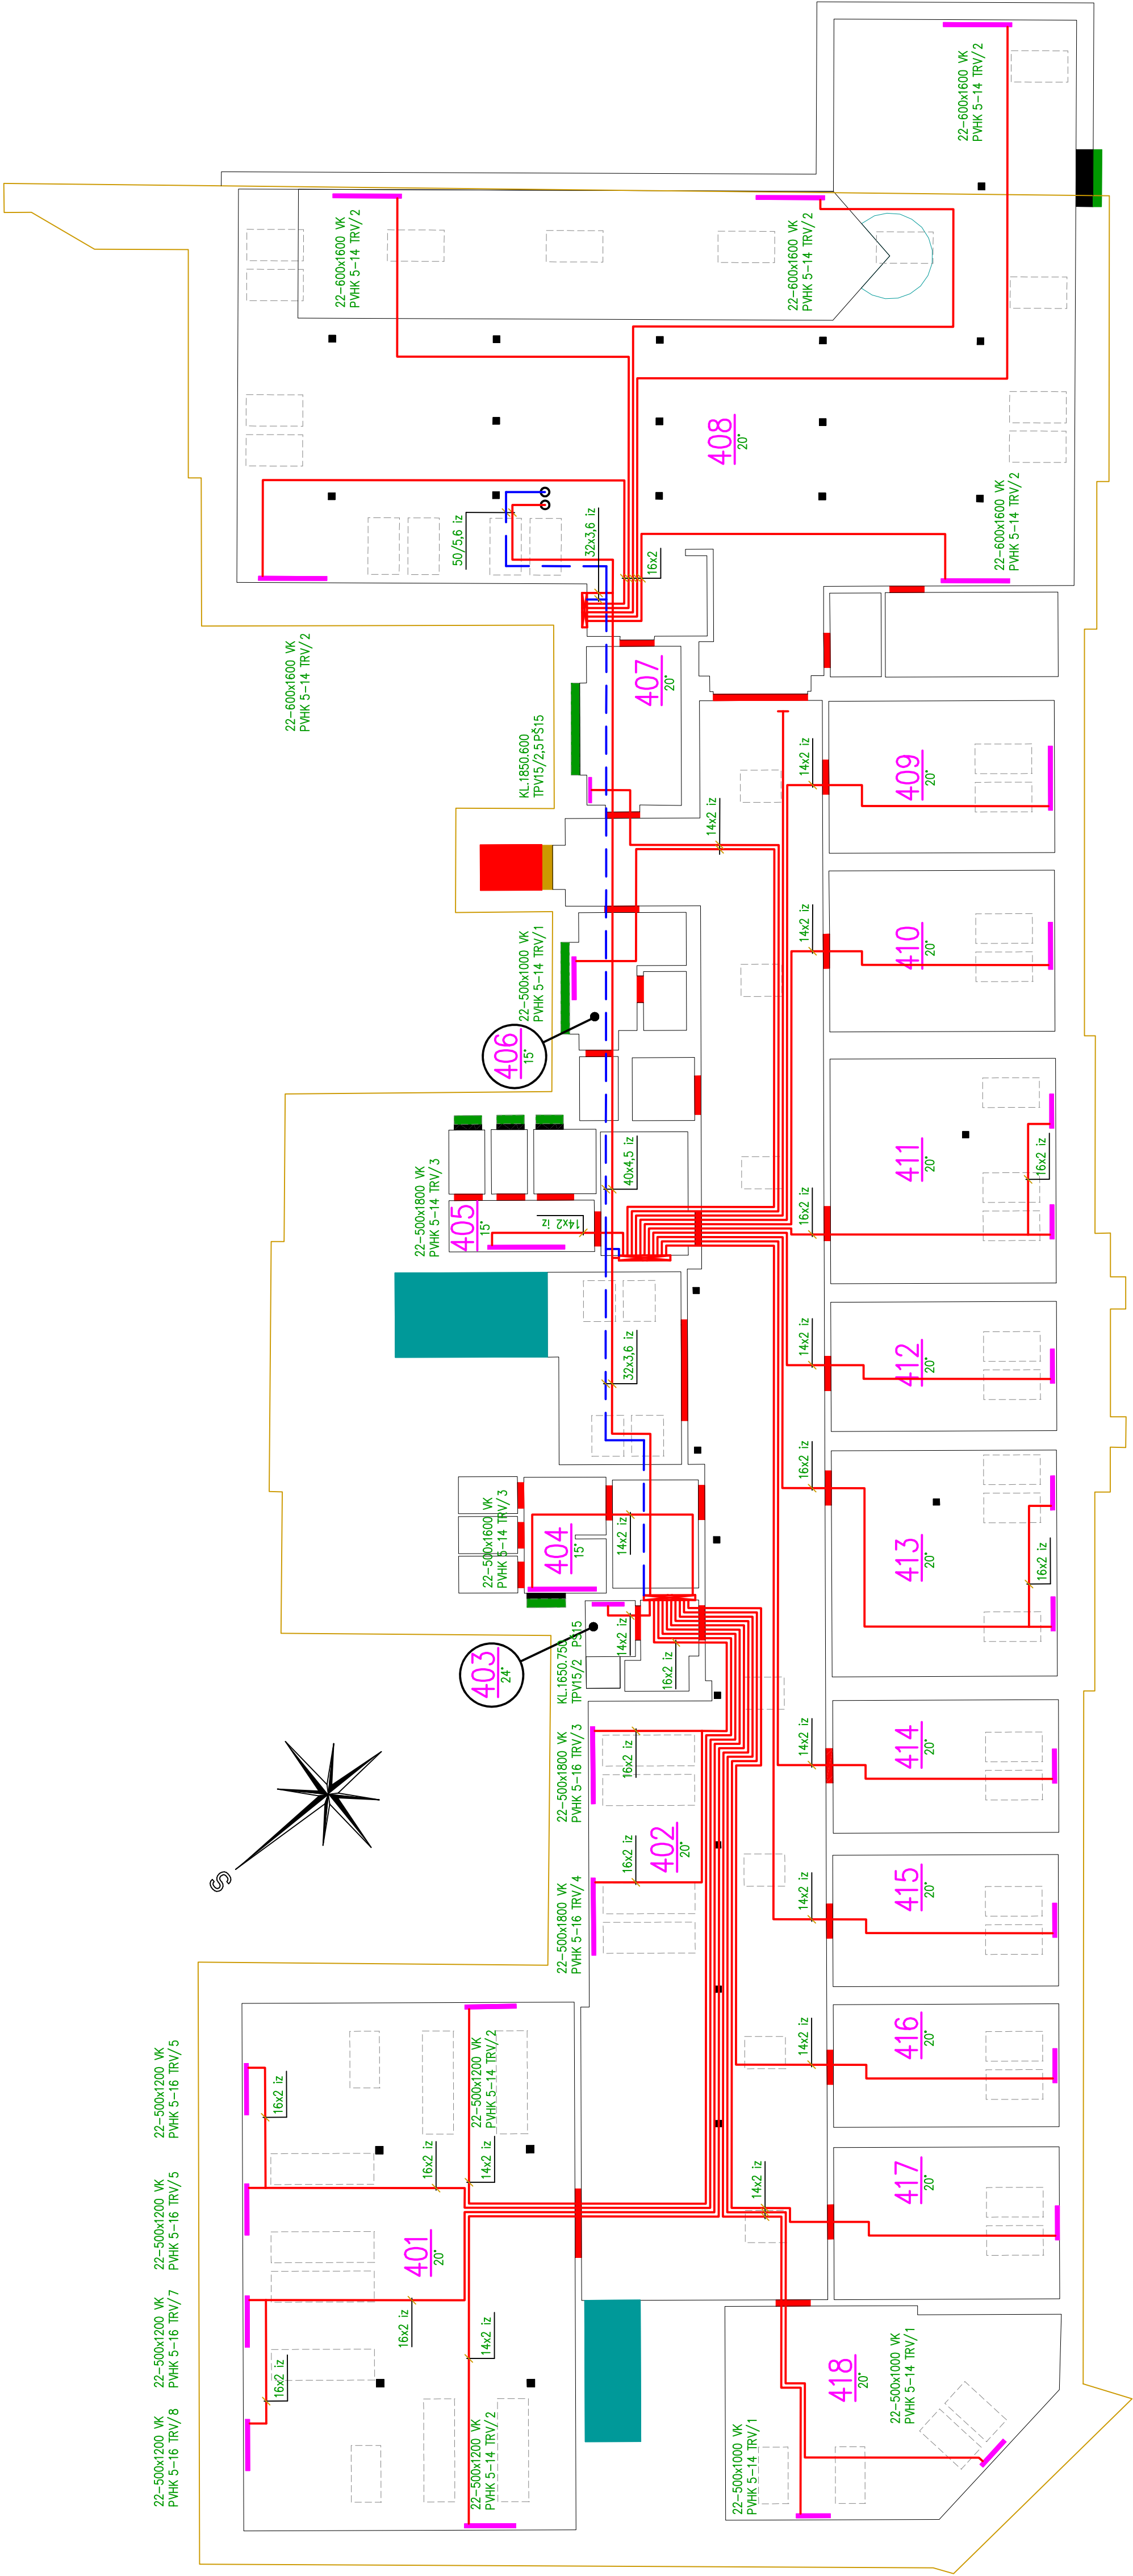 22-600x1600 VK
PVHK 5-14 TRV/2
22-600x1600 VK
PVHK 5-14 TRV/2
22-600x1600 VK
PVHK 5-14 TRV/2
408
20°
50/5,6 iz
32x3,6 iz
16x2
22-600x1600 VK
PVHK 5-14 TRV/2
22-600x1600 VK
PVHK 5-14 TRV/2
407
20°
KL.1850.600
TPV15/2,5 PŠ15
14x2 iz
14x2 iz
409
20°
22-500x1000 VK
PVHK 5-14 TRV/1
406
15°
14x2 iz
410
20°
22-500x1800 VK
PVHK 5-14 TRV/3
405
15°
14x2 iz
40x4,5 iz
16x2 iz
411
20°
16x2 iz
32x3,6 iz
14x2 iz
412
20°
22-500x1600 VK
PVHK 5-14 TRV/3
404
15°
14x2 iz
16x2 iz
413
20°
16x2 iz
403
24°
KL.1650.750
TPV15/2 PŠ15
14x2 iz
16x2 iz
22-500x1800 VK
PVHK 5-16 TRV/3
16x2 iz
14x2 iz
414
20°
402
20°
22-500x1800 VK
PVHK 5-16 TRV/4
16x2 iz
14x2 iz
415
20°
S
22-500x1200 VK
PVHK 5-16 TRV/5
16x2 iz
22-500x1200 VK
PVHK 5-14 TRV/2
14x2 iz
416
20°
22-500x1200 VK
PVHK 5-16 TRV/5
16x2 iz
14x2 iz
14x2 iz
417
20°
401
20°
22-500x1200 VK
PVHK 5-16 TRV/7
16x2 iz
14x2 iz
16x2 iz
22-500x1200 VK
PVHK 5-16 TRV/8
22-500x1200 VK
PVHK 5-14 TRV/2
418
20°
22-500x1000 VK
PVHK 5-14 TRV/1
22-500x1000 VK
PVHK 5-14 TRV/1